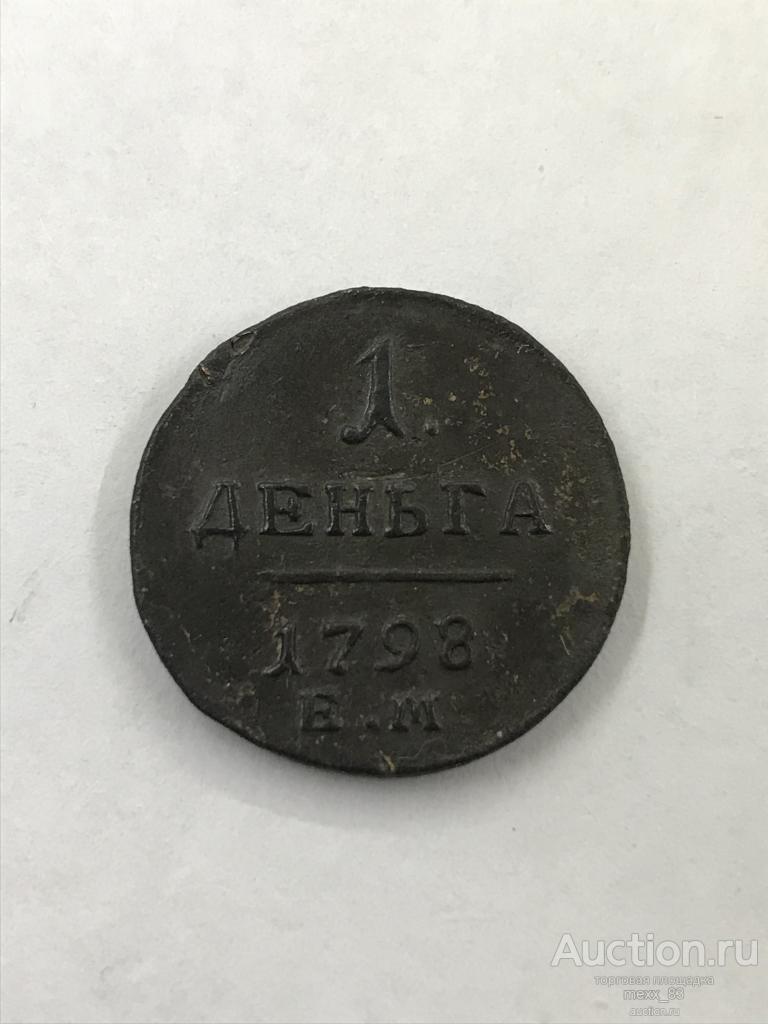 1.
ДЕНЬГА
1798
Е.М
Auction.ru
торговая площадка
mexx_83
auction.ru